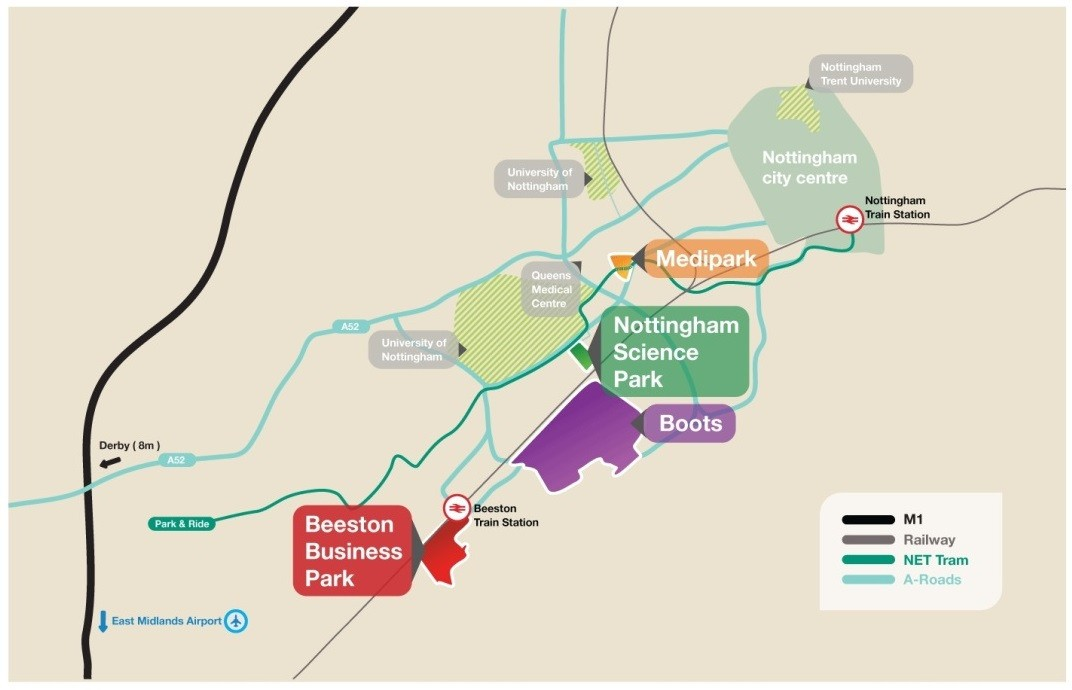 Nottingham
Trent University
Nottingham
city centre
University of
Nottingham
Nottingham
Train Station
Medipark
Queens
Medical
Centre
A52
Nottingham
Science
Park
University of
Nottingham
Boots
Derby ( 8m )
A52
Park & Ride
Beeston
Train Station
Beeston
Business
Park
M1
Railway
NET Tram
A-Roads
East Midlands Airport